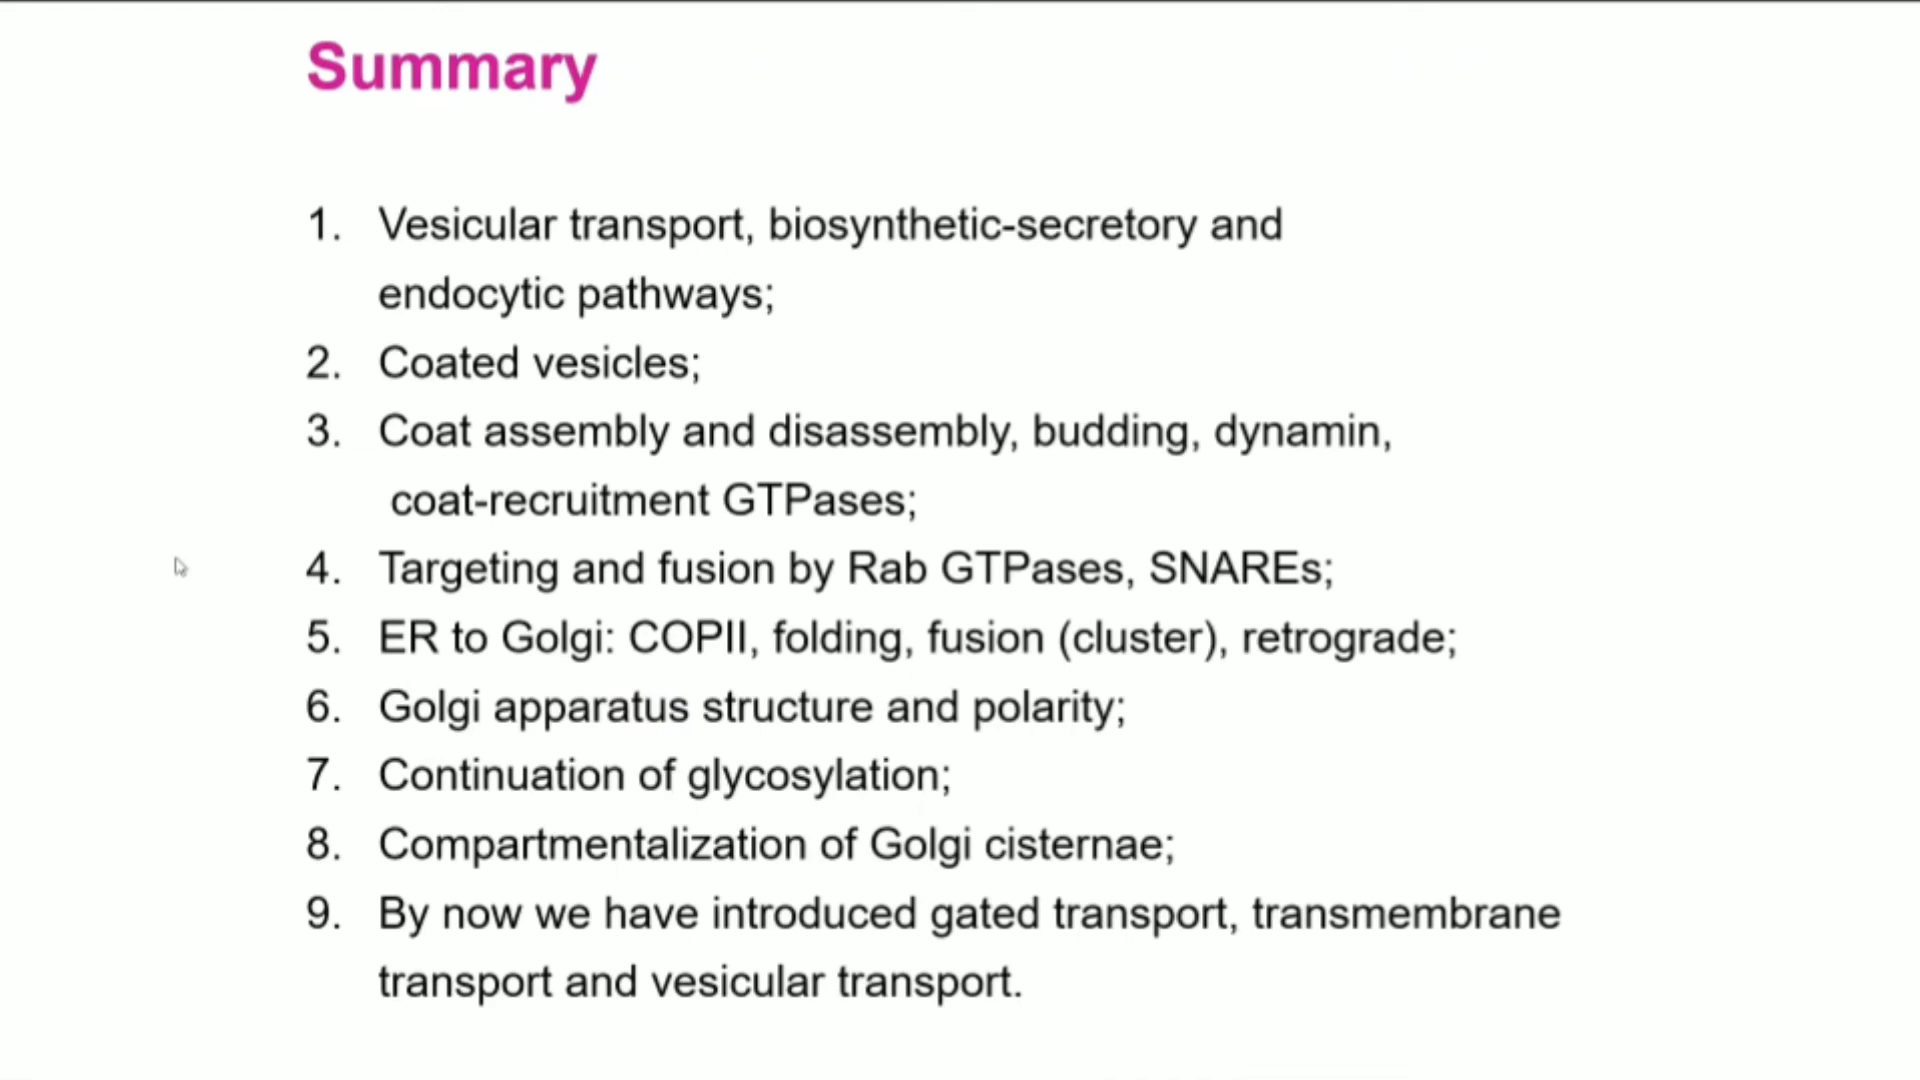 Summary
1. Vesicular transport, biosynthetic-secretory and
endocytic pathways;
2. Coated vesicles;
3. Coat assembly and disassembly, budding, dynamin,
coat-recruitment GTPases;
4. Targeting and fusion by Rab GTPases, SNAREs;
5. ER to Golgi: COPII, folding, fusion (cluster), retrograde;
6. Golgi apparatus structure and polarity;
7. Continuation of glycosylation;
8. Compartmentalization of Golgi cisternae;
9. By now we have introduced gated transport, transmembrane
transport and vesicular transport.